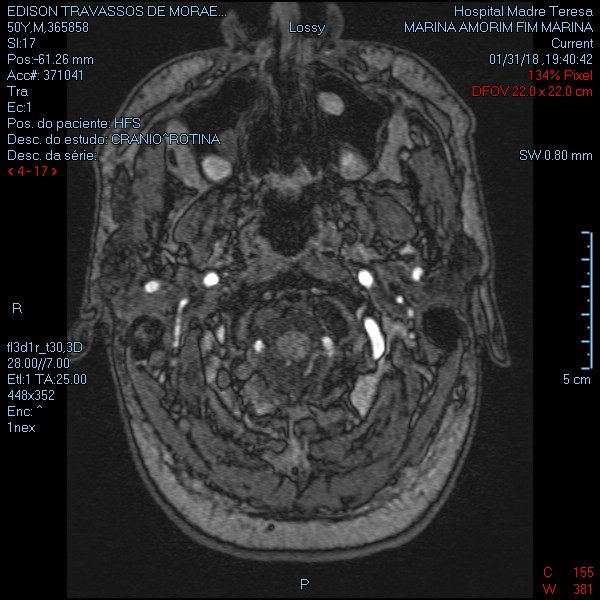 EDISON TRAVASSOS DE MORAE...
50Y,M,365858
Sl:17
Pos:-61.26 mm
Acc#: 371041
Tra
Ec:1
Pos. do paciente: HFS
Desc. do estudo: CRANIO^ROTINA
Desc. da série:
< 4 - 17 >
Lossy
Hospital Madre Teresa
MARINA AMORIM FIM MARINA
Current
01/31/18 ,19:40:42
134% Pixel
DFOV 22.0 x 22.0 cm
SW 0.80 mm
R
fl3d1r_t30,3D
28.00//7.00
Etl:1 TA:25.00
448x352
Enc: ^
1nex
5 cm
P
C 155
W 381